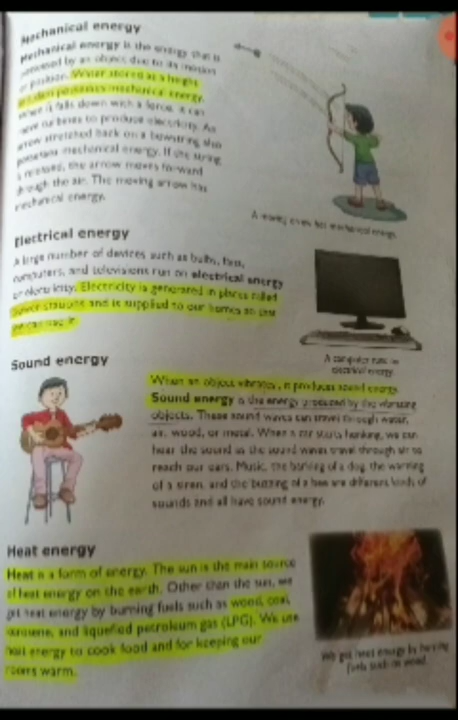 Mechanical energy
Mechanical energy is the energy that is
possessed by an object due to its motion
or position. Water stored at a height
also possesses mechanical energy.
When it falls down with a force, it can
move turbines to produce electricity. An
arrow stretched back on a bowstring also
possesses mechanical energy. If the string
is released, the arrow moves forward
through the air. The moving arrow has
mechanical energy.
A moving arrow has mechanical energy.
Electrical energy
A large number of devices such as bulbs, fans,
computers, and televisions run on electrical energy
or electricity. Electricity is generated in places called
power stations and is supplied to our homes so that
we can use it.
A computer runs on
electrical energy.
Sound energy
When an object vibrates, it produces sound energy.
Sound energy is the energy produced by the vibrating
objects. These sound waves can travel through water,
air, wood, or metal. When a car starts honking, we can
hear the sound as the sound waves travel through air to
reach our ears. Music, the barking of a dog, the warning
of a siren, and the buzzing of a bee are different kinds of
sounds and all have sound energy.
Heat energy
Heat is a form of energy. The sun is the main source
of heat energy on the earth. Other than the sun, we
get heat energy by burning fuels such as wood, coal,
kerosene, and liquefied petroleum gas (LPG). We use
heat energy to cook food and for keeping our
rooms warm.
We get heat energy by burning
fuels such as wood.